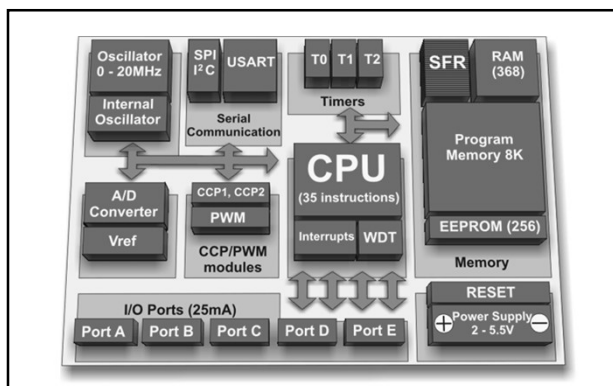 Oscillator
0 - 20MHz
Internal
Oscillator
SPI
I²C
USART
Serial
Communication
T0 T1 T2
Timers
SFR
RAM
(368)
Program
Memory 8K
EEPROM (256)
Memory
A/D
Converter
Vref
CCP1, CCP2
PWM
CCP/PWM
modules
CPU
(35 instructions)
Interrupts
WDT
I/O Ports (25mA)
Port A Port B Port C Port D Port E
RESET
Power Supply
2 - 5.5V
+
−